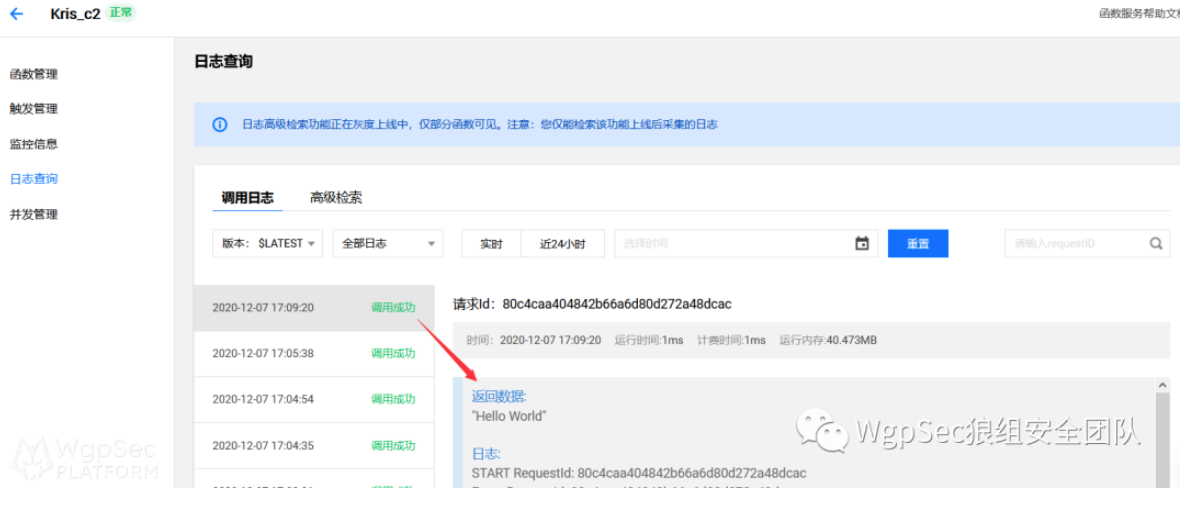 Kris_c2 正常 函数服务帮助文
函数管理
触发管理
监控信息
日志查询
并发管理
日志查询
日志高级检索功能正在灰度上线中，仅部分函数可见。注意：您仅能检索该功能上线后采集的日志
调用日志 高级检索
版本： $LATEST 全部日志 实时 近24小时 选择时间 重置 请输入requestID
2020-12-07 17:09:20 调用成功
2020-12-07 17:05:38 调用成功
2020-12-07 17:04:54 调用成功
2020-12-07 17:04:35 调用成功
请求Id： 80c4caa404842b66a6d80d272a48dcac
时间： 2020-12-07 17:09:20 运行时间:1ms 计费时间:1ms 运行内存:40.473MB
返回数据:
"Hello World"
日志:
START RequestId: 80c4caa404842b66a6d80d272a48dcac
WgpSec狼组安全团队
WgpSec
PLATFORM